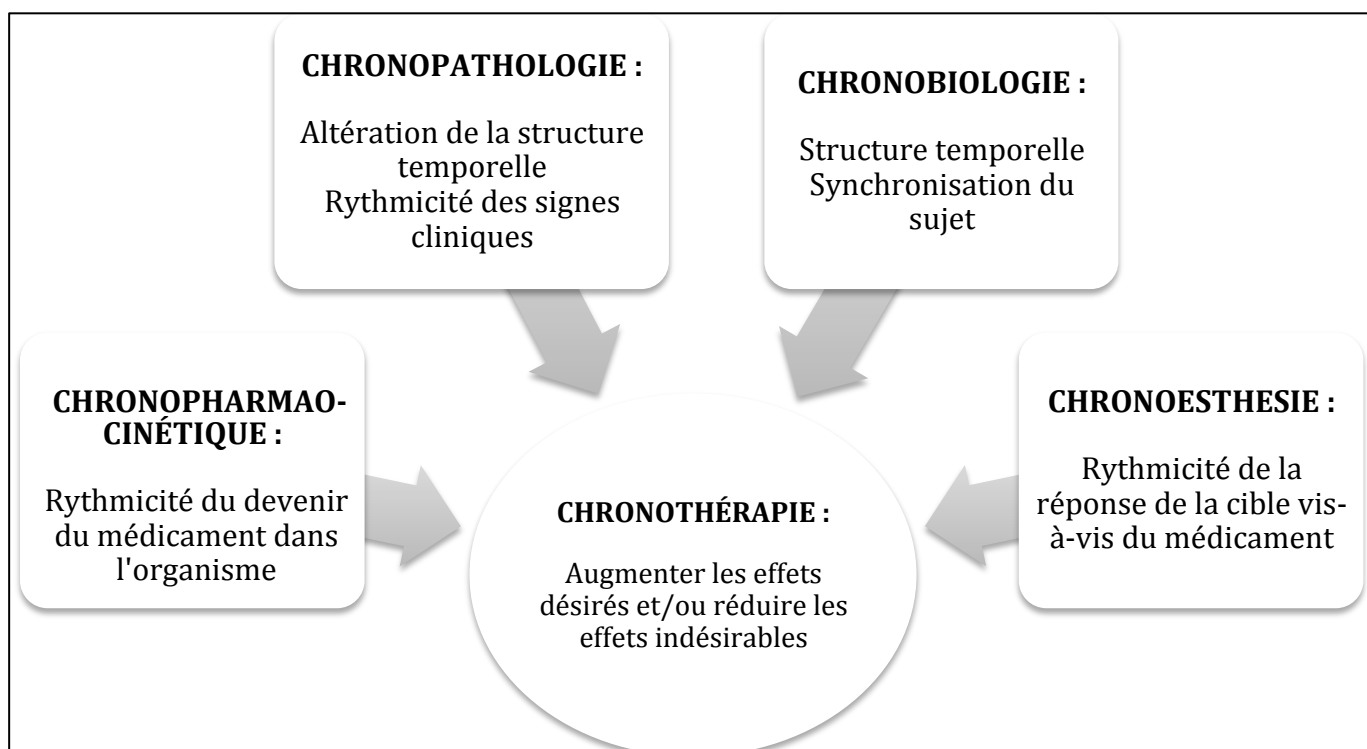 CHRONOPATHOLOGIE :
Altération de la structure
temporelle
Rythmicité des signes
cliniques
CHRONOBIOLOGIE :
Structure temporelle
Synchronisation du
sujet
CHRONOPHARMAO-
CINÉTIQUE :
Rythmicité du devenir
du médicament dans
l'organisme
CHRONOTHÉRAPIE :
Augmenter les effets
désirés et/ou réduire les
effets indésirables
CHRONOESTHESIE :
Rythmicité de la
réponse de la cible vis-
à-vis du médicament